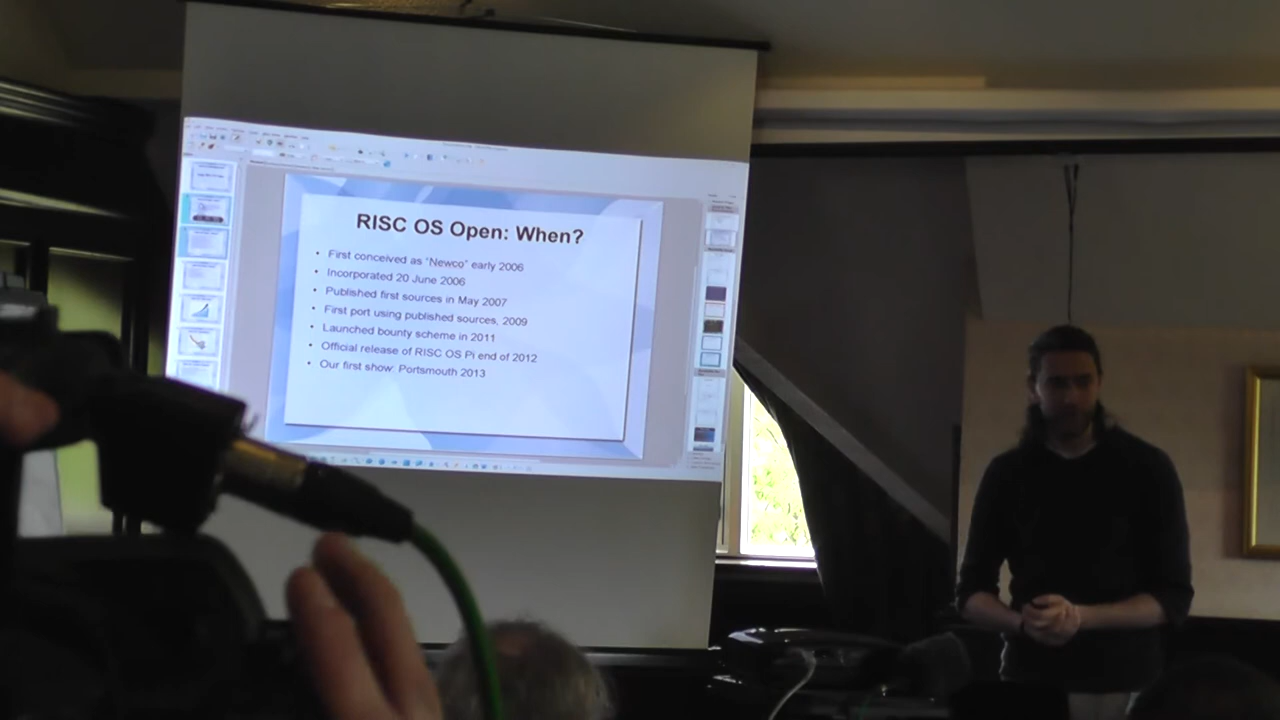 RISC OS Open: When?
• First conceived as "Newco" early 2006
• Incorporated 20 June 2006
• Published first sources in May 2007
• First port using published sources, 2009
• Launched bounty scheme in 2011
• Official release of RISC OS Pi end of 2012
• Our first show: Portsmouth 2013